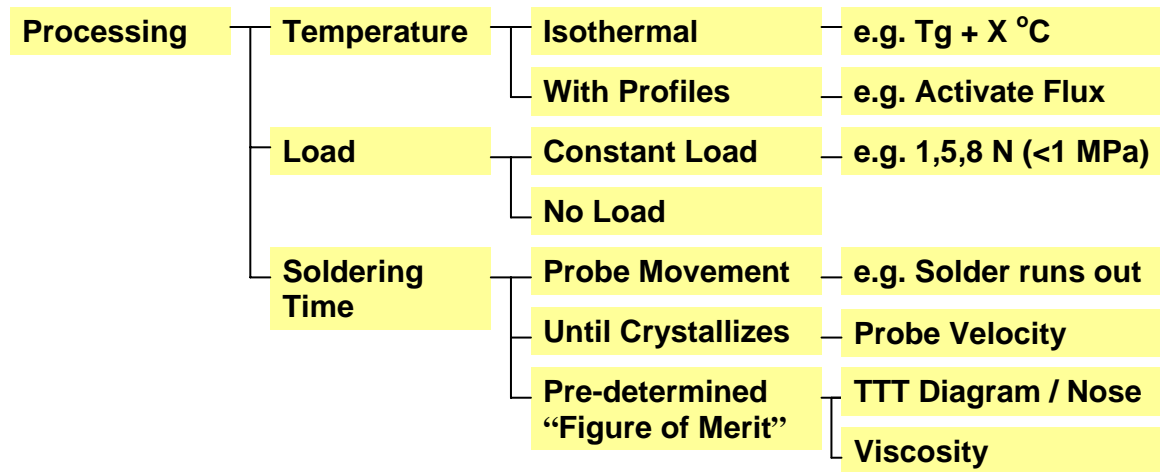 Processing
Temperature
Isothermal
e.g. Tg + X °C
With Profiles
e.g. Activate Flux
Load
Constant Load
e.g. 1,5,8 N (<1 MPa)
No Load
Soldering
Time
Probe Movement
e.g. Solder runs out
Until Crystallizes
Probe Velocity
Pre-determined
“Figure of Merit”
TTT Diagram / Nose
Viscosity